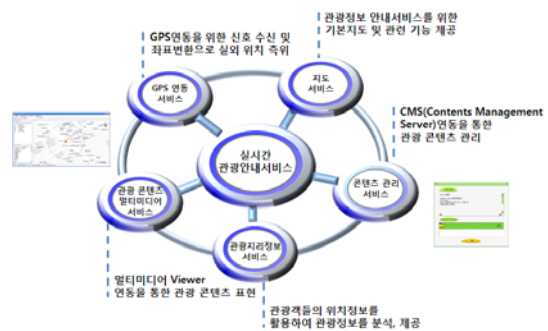 GPS연동을 위한 신호 수신 및
좌표변환으로 실외 위치 측위
관광정보 안내서비스를 위한
기본지도 및 관련 기능 제공
GPS 연동
서비스
지도
서비스
CMS(Contents Management
Server)연동을 통한
관광 콘텐츠 관리
실시간
관광안내서비스
관광 콘텐츠
멀티미디어
서비스
콘텐츠 관리
서비스
관광지리정보
서비스
멀티미디어 Viewer
연동을 통한 관광 콘텐츠 표현
관광객들의 위치정보를
활용하여 관광정보를 분석, 제공